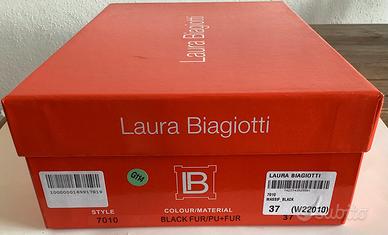 Laura Biagiotti
Laura Biagiotti
G114
LB
STYLE
7010
COLOUR/MATERIAL
BLACK FUR/PU+FUR
LAURA BIAGIOTTI
7010
BLACK
37 (W22010)
37
subito